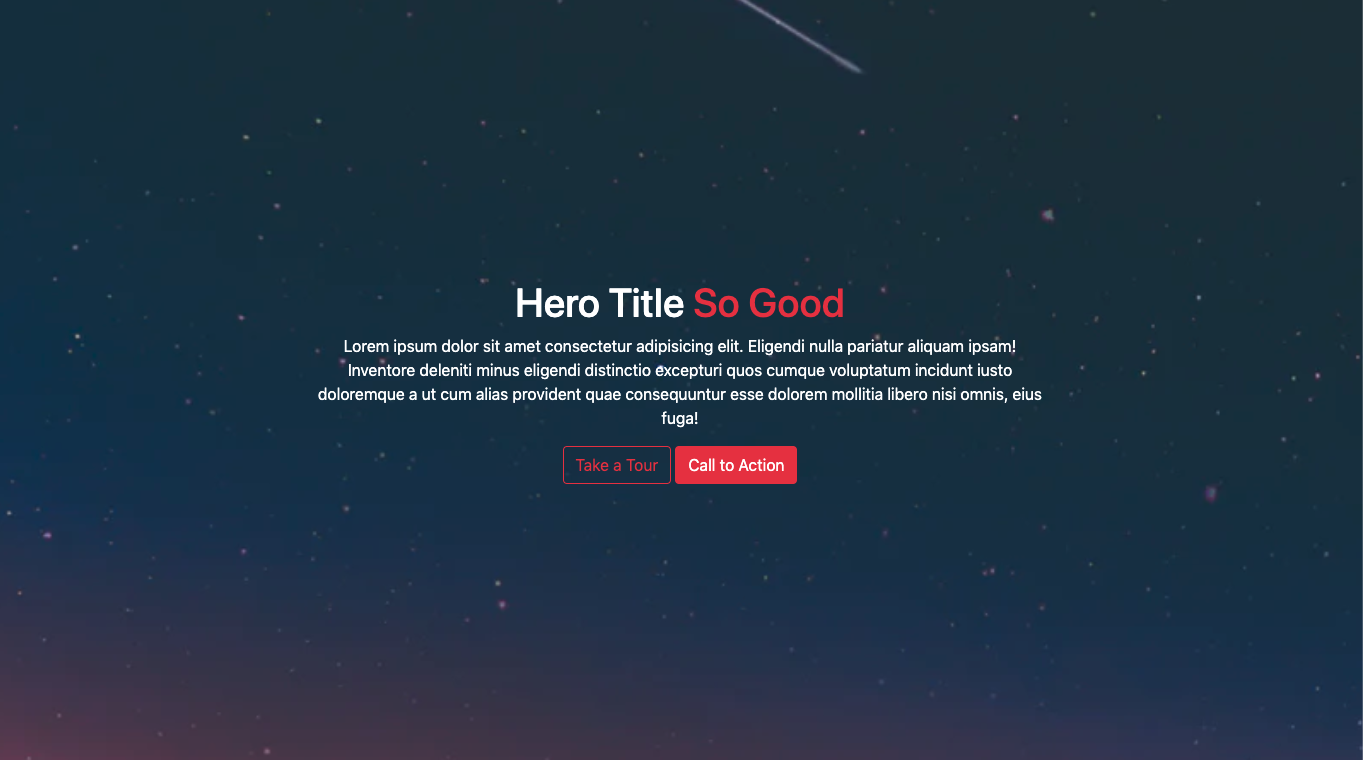 Hero Title So Good
Lorem ipsum dolor sit amet consectetur adipisicing elit. Eligendi nulla pariatur aliquam ipsam!
Inventore deleniti minus eligendi distinctio excepturi quos cumque voluptatum incidunt iusto
doloremque a ut cum alias provident quae consequuntur esse dolorem mollitia libero nisi omnis, eius
fuga!
Take a Tour
Call to Action